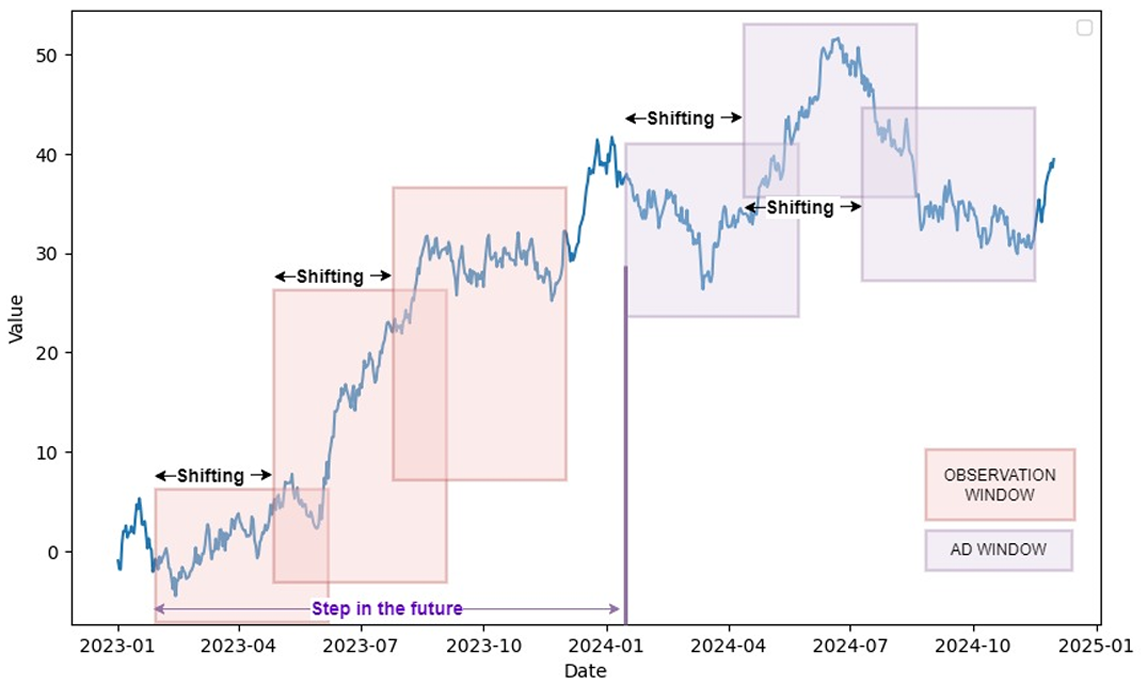 50
40
30
20
10
0
Value
Shifting
Shifting
Shifting
Shifting
Shifting
Step in the future
OBSERVATION
WINDOW
AD WINDOW
2023-01 2023-04 2023-07 2023-10 2024-01 2024-04 2024-07 2024-10 2025-01
Date